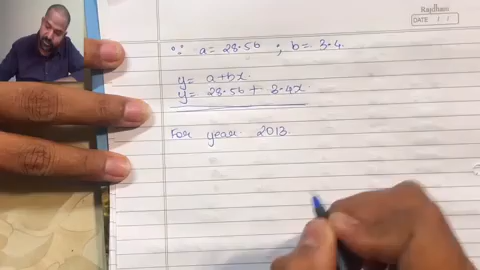 Rajdhani
DATE / /
∵ a = 28.56 ; b = 3.4.
y = a+bx.
y = 28.56 + 3.4x.
For year 2013.